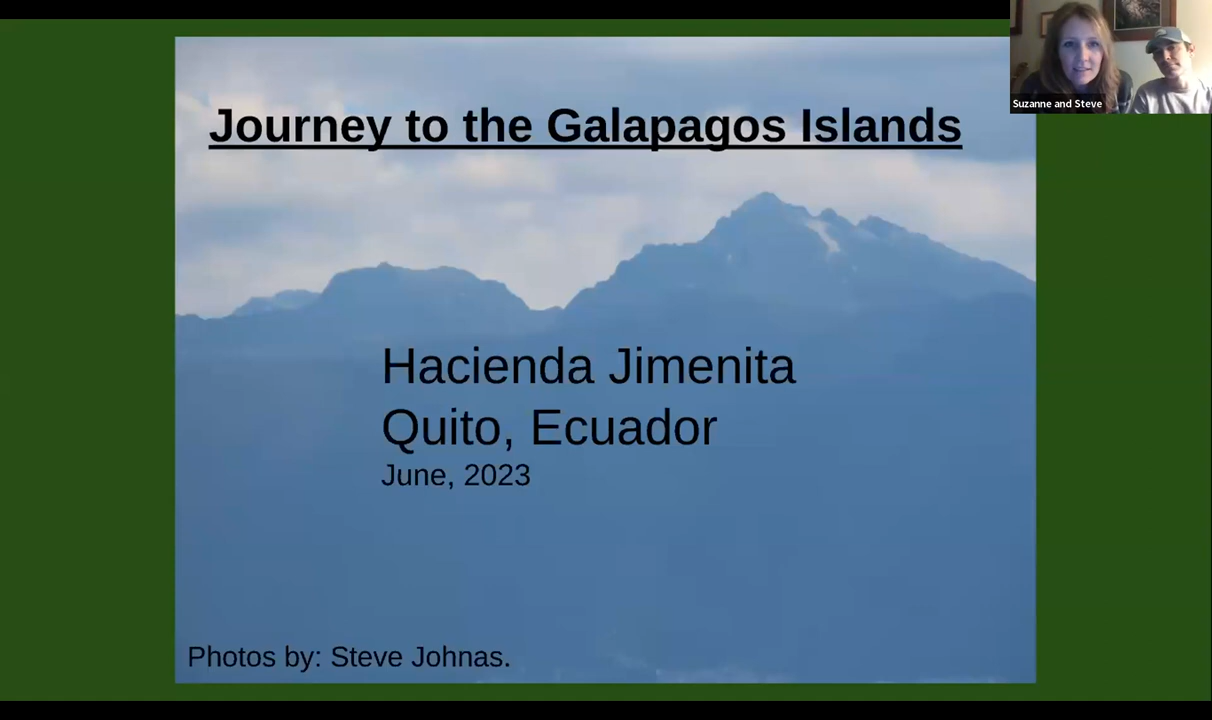 Journey to the Galapagos Islands
Suzanne and Steve
Hacienda Jimenita
Quito, Ecuador
June, 2023
Photos by: Steve Johnas.